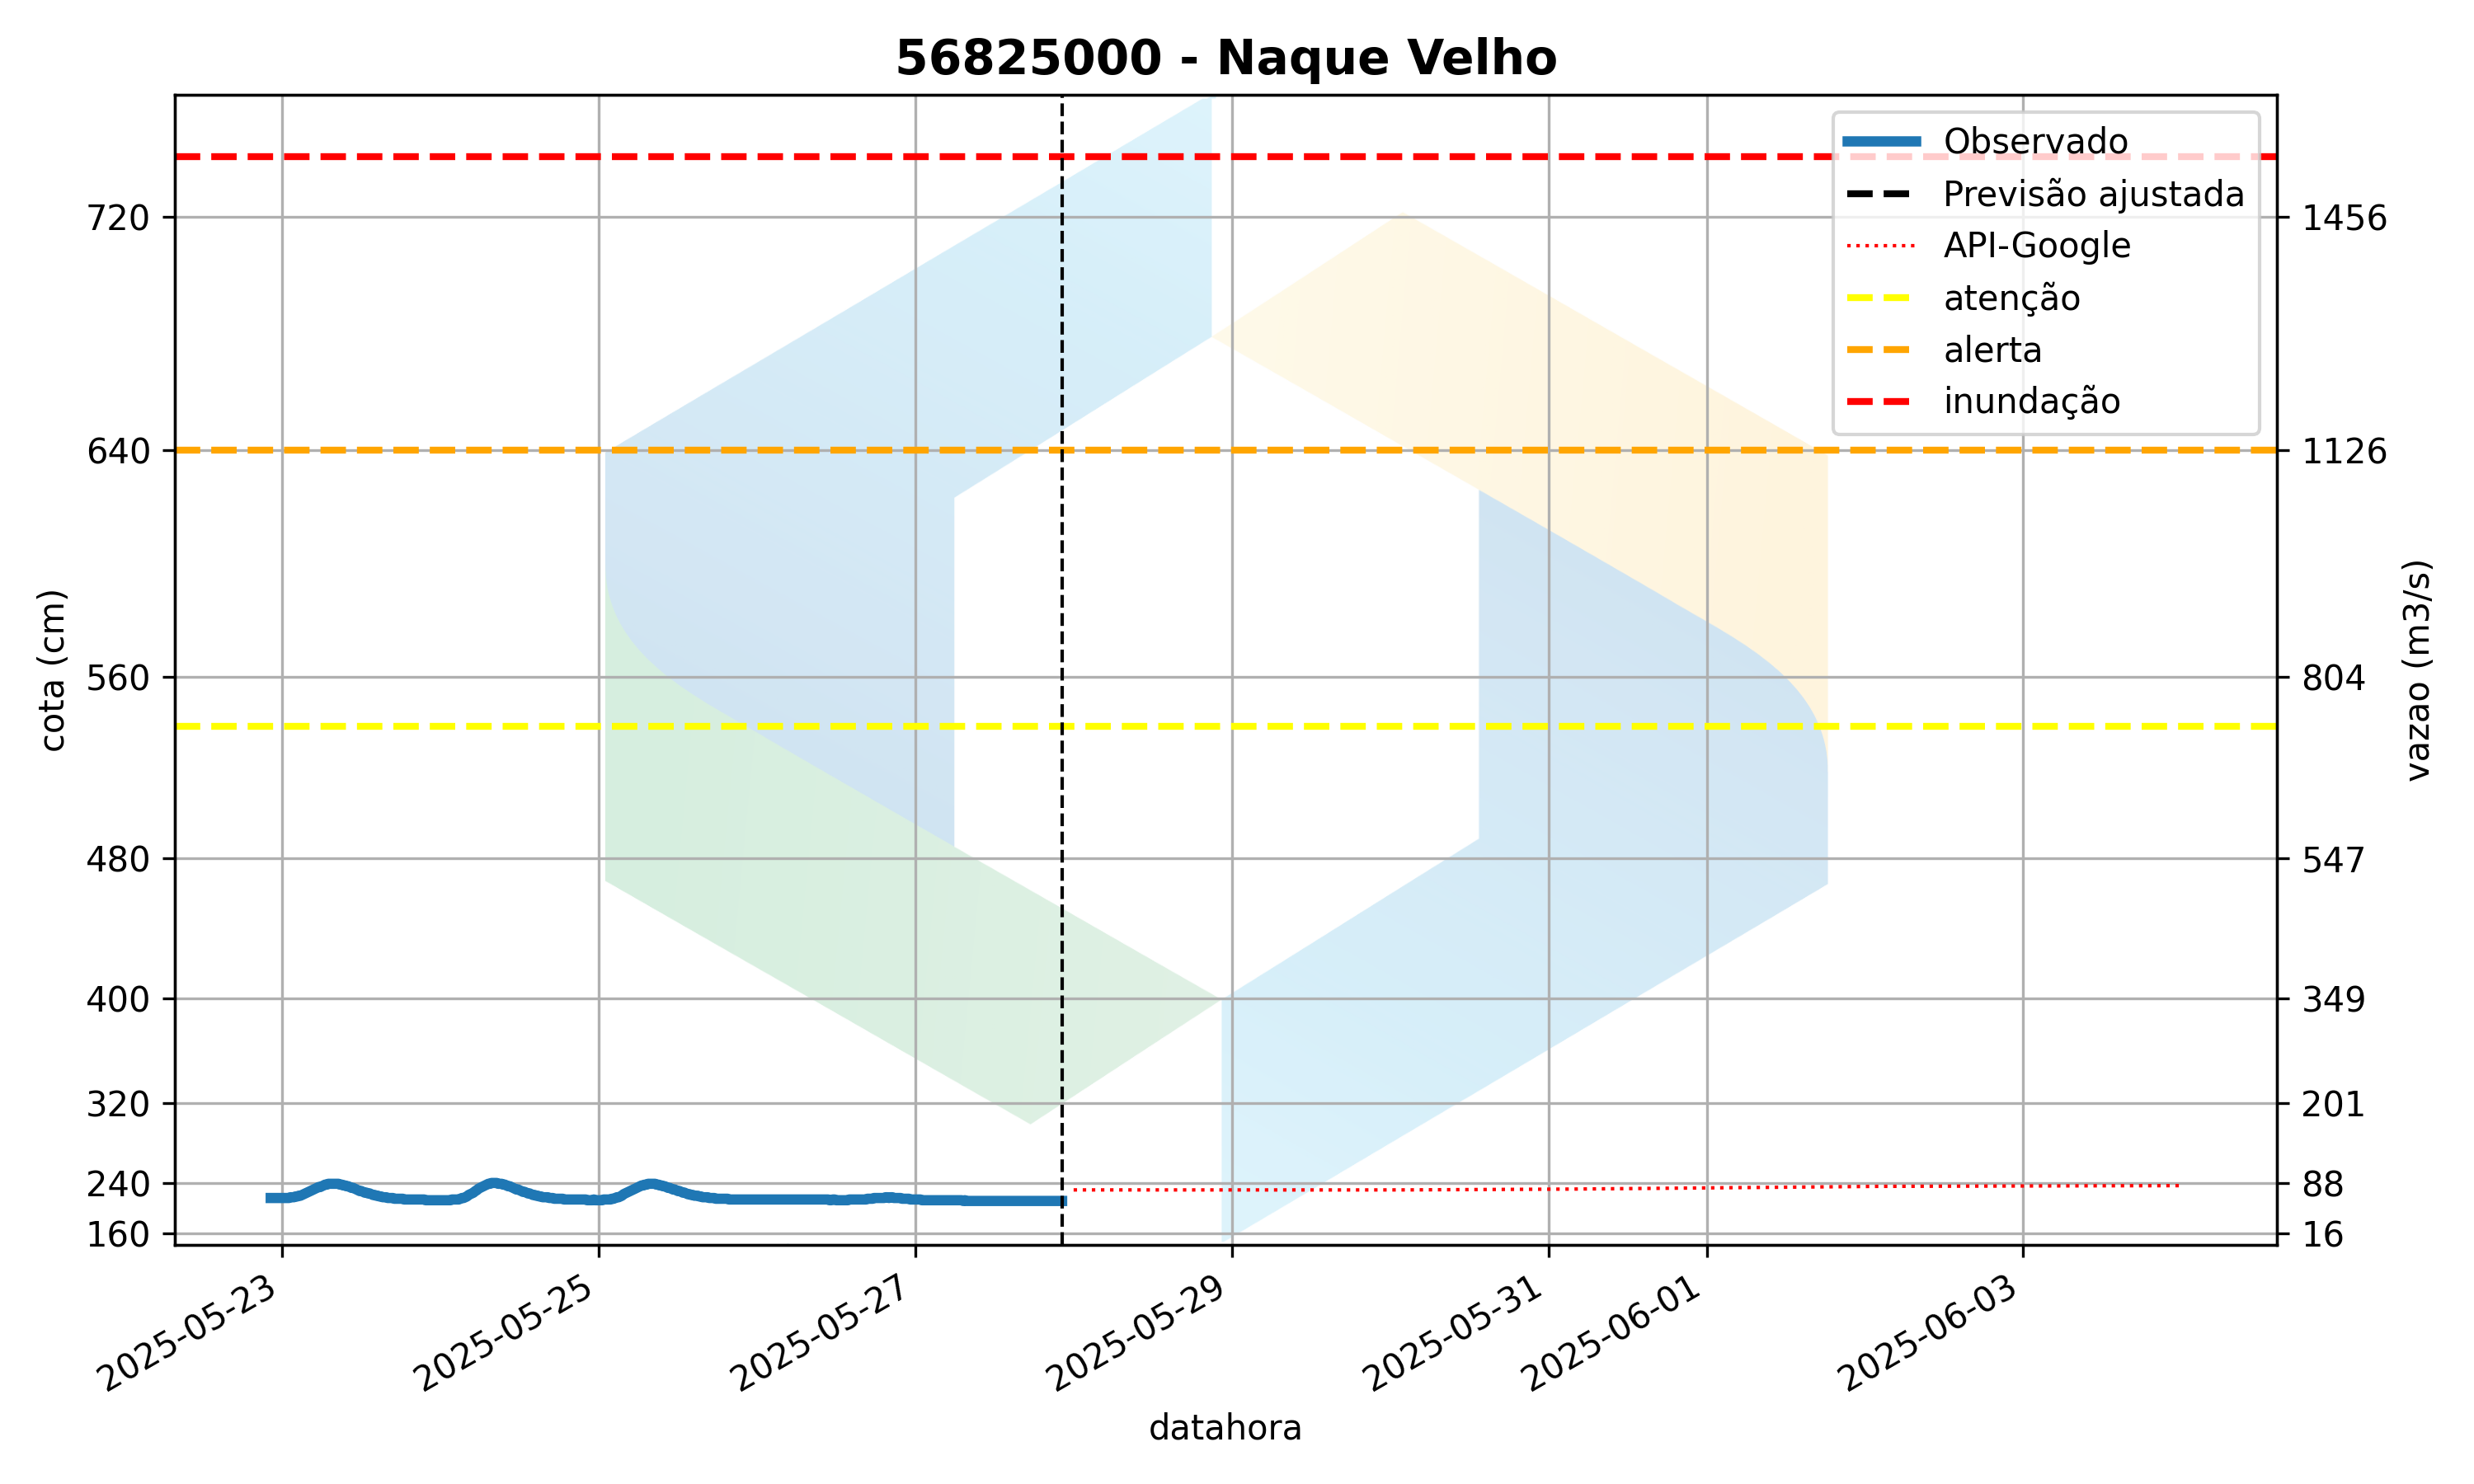 56825000 - Naque Velho
Observado
Previsão ajustada
API-Google
atenção
alerta
inundação
cota (cm)
720
640
560
480
400
320
240
160
1456
1126
804
547
349
201
88
16
vazao (m3/s)
2025-05-23
2025-05-25
2025-05-27
2025-05-29
2025-05-31
2025-06-01
2025-06-03
datahora